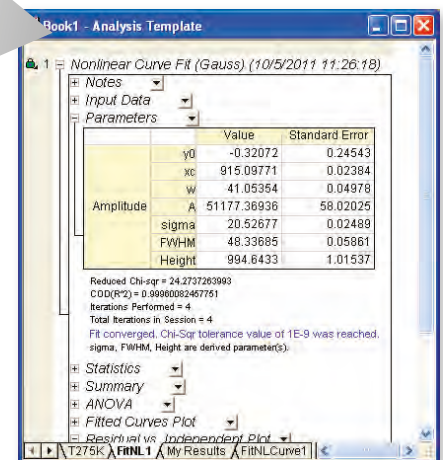 Book1 - Analysis Template
1 Nonlinear Curve Fit (Gauss) (10/5/2011 11:26:18)
Notes
Input Data
Parameters
Value Standard Error
y0 -0.32072 0.24543
xc 915.09771 0.02384
w 41.05354 0.04978
Amplitude A 51177.36936 58.02025
sigma 20.52677 0.02489
FWHM 48.33685 0.05861
Height 994.6433 1.01537
Reduced Chi-sqr = 24.2737263993
COD(R^2) = 0.99960082467751
Iterations Performed = 4
Total Iterations in Session = 4
Fit converged. Chi-Sqr tolerance value of 1E-9 was reached.
sigma, FWHM, Height are derived parameter(s).
Statistics
Summary
ANOVA
Fitted Curves Plot
Residual vs. Independent Plot
T275K FitNL1 My Results FitNLCurve1